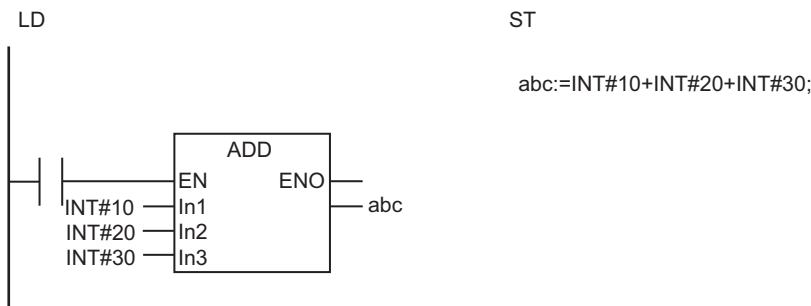 LD
ST
abc:=INT#10+INT#20+INT#30;
ADD
EN ENO
INT#10 In1 abc
INT#20 In2
INT#30 In3